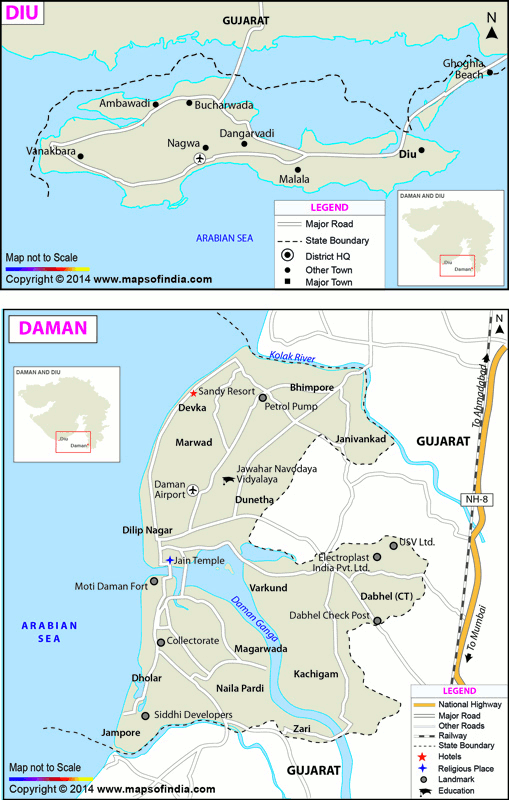 DIU
GUJARAT
N
Ghoghla
Beach
Ambawadi
Bucharwada
Dangarvadi
Nagwa
Vanakbara
Diu
Malala
ARABIAN SEA
LEGEND
Major Road
State Boundary
District HQ
Other Town
Major Town
DAMAN AND DIU
Diu
Daman
Map not to Scale
Copyright © 2014 www.mapsofindia.com
DAMAN
N
Kolak River
To Ahmadabad
DAMAN AND DIU
Diu
Daman
Sandy Resort
Bhimpore
Devka
Petrol Pump
Marwad
Janivankad
GUJARAT
Jawahar Navodaya
Vidyalaya
Daman
Airport
Dunetha
NH-8
Dilip Nagar
USV Ltd.
Jain Temple
Electroplast
India Pvt. Ltd.
Moti Daman Fort
Varkund
Dabhel (CT)
Daman Ganga
Dabhel Check Post
ARABIAN
SEA
To Mumbai
Collectorate
Magarwada
Kachigam
Dholar
Naila Pardi
Siddhi Developers
Jampore
Zari
GUJARAT
LEGEND
National Highway
Major Road
Other Roads
Railway
State Boundary
Hotels
Religious Place
Landmark
Education
Map not to Scale
Copyright © 2014 www.mapsofindia.com